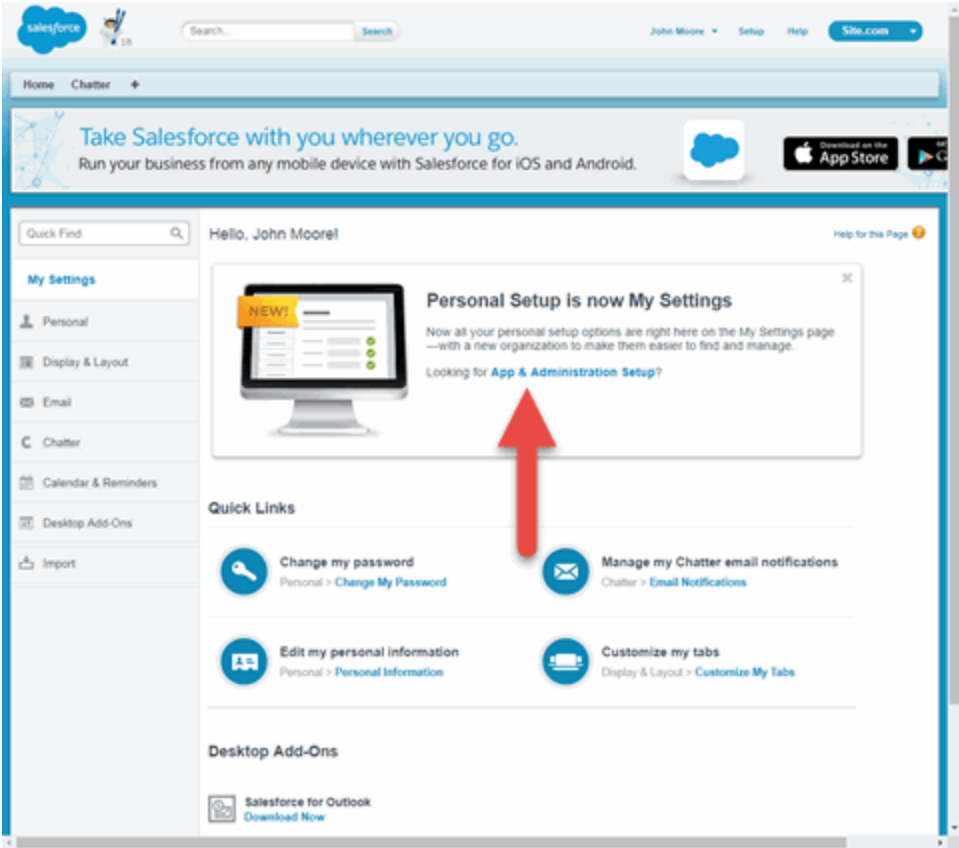 salesforce
18
Search...
Search
John Moore
Setup
Help
Site.com
Home
Chatter
+
Take Salesforce with you wherever you go.
Run your business from any mobile device with Salesforce for iOS and Android.
Download on the
App Store
Quick Find
Hello, John Moore!
Help for this Page
My Settings
Personal
Display & Layout
Email
Chatter
Calendar & Reminders
Desktop Add-Ons
Import
NEW!
Personal Setup is now My Settings
Now all your personal setup options are right here on the My Settings page
—with a new organization to make them easier to find and manage.
Looking for App & Administration Setup?
Quick Links
Change my password
Personal > Change My Password
Manage my Chatter email notifications
Chatter > Email Notifications
Edit my personal information
Personal > Personal Information
Customize my tabs
Display & Layout > Customize My Tabs
Desktop Add-Ons
Salesforce for Outlook
Download Now